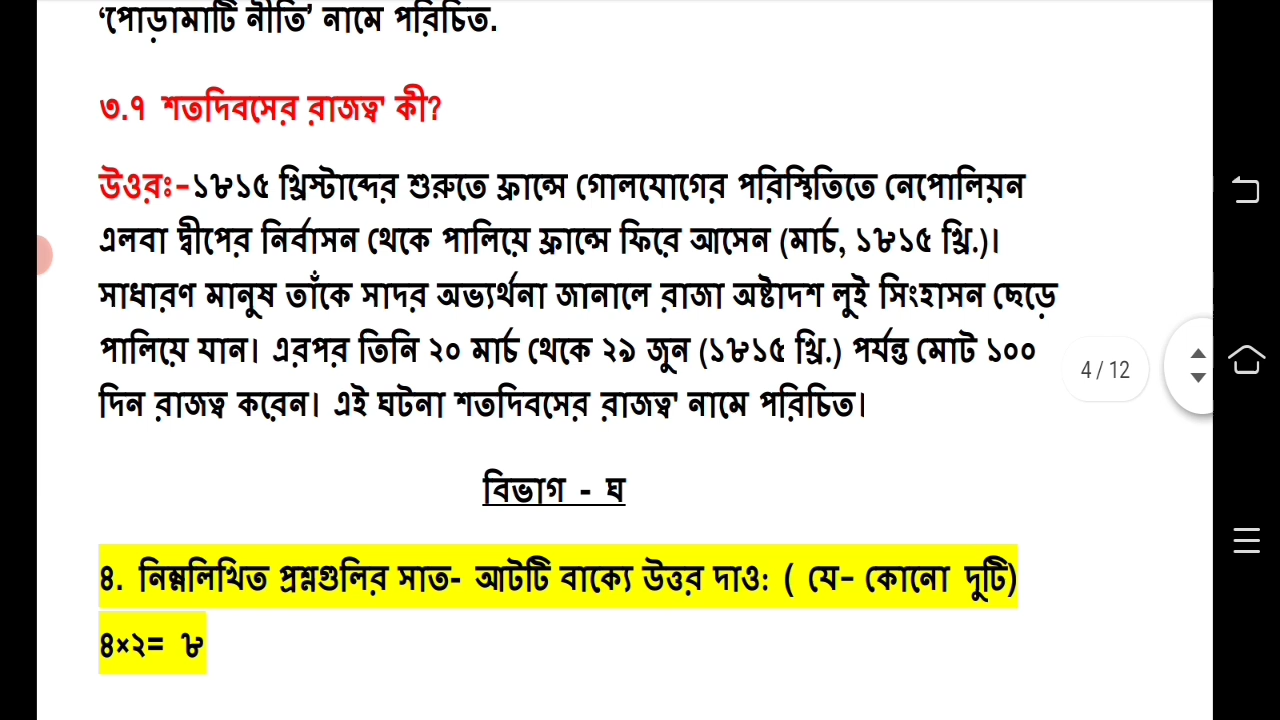 ‘পোড়ামাটি নীতি’ নামে পরিচিত.
৩.৭ শতদিবসের রাজত্ব' কী?
উওরঃ-১৮১৫ খ্রিস্টাব্দের শুরুতে ফ্রান্সে গোলযোগের পরিস্থিতিতে নেপোলিয়ন
এলবা দ্বীপের নির্বাসন থেকে পালিয়ে ফ্রান্সে ফিরে আসেন (মার্চ, ১৮১৫ খ্রি.)।
সাধারণ মানুষ তাঁকে সাদর অভ্যর্থনা জানালে রাজা অষ্টাদশ লুই সিংহাসন ছেড়ে
পালিয়ে যান। এরপর তিনি ২০ মার্চ থেকে ২৯ জুন (১৮১৫ খ্রি.) পর্যন্ত মোট ১০০
4 / 12
দিন রাজত্ব করেন। এই ঘটনা শতদিবসের রাজত্ব' নামে পরিচিত।
বিভাগ - ঘ
৪. নিম্নলিখিত প্রশ্নগুলির সাত- আটটি বাক্যে উত্তর দাও: ( যে- কোনো দুটি)
৪×২= ৮